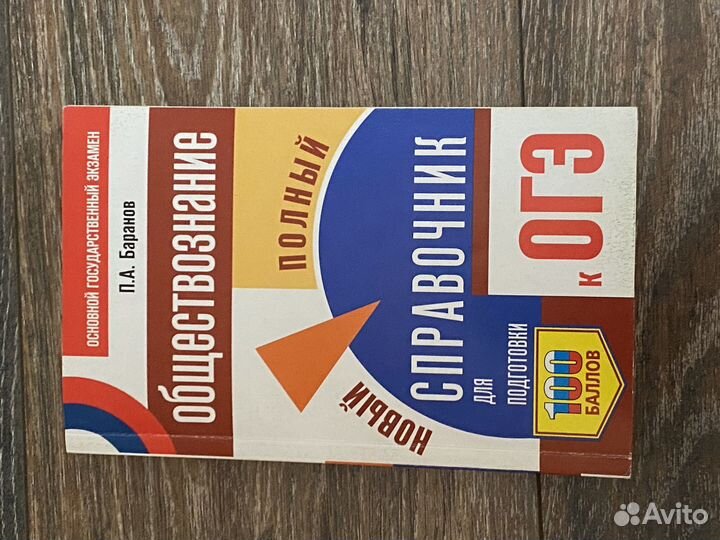 ОСНОВНОЙ ГОСУДАРСТВЕННЫЙ ЭКЗАМЕН
П.А. Баранов
ОБЩЕСТВОЗНАНИЕ
НОВЫЙ ПОЛНЫЙ
СПРАВОЧНИК
ДЛЯ
ПОДГОТОВКИ
к ОГЭ
100
БАЛЛОВ
Avito